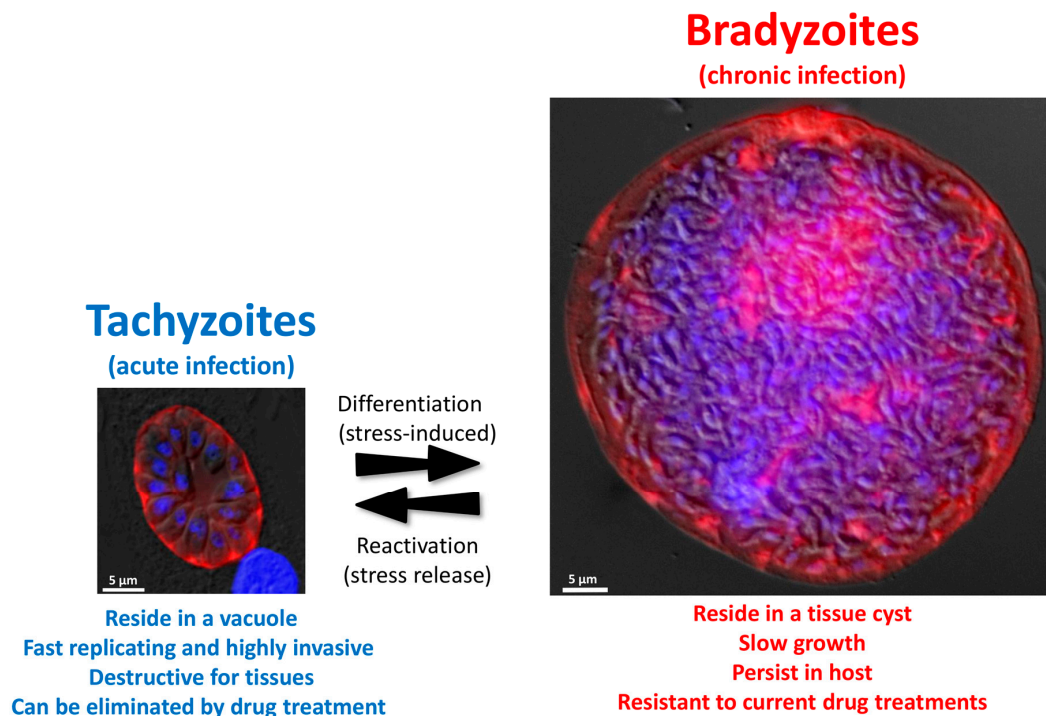 Bradyzoites
(chronic infection)
Tachyzoites
(acute infection)
Differentiation
(stress-induced)
Reactivation
(stress release)
5 µm
5 µm
Reside in a vacuole
Fast replicating and highly invasive
Destructive for tissues
Can be eliminated by drug treatment
Reside in a tissue cyst
Slow growth
Persist in host
Resistant to current drug treatments